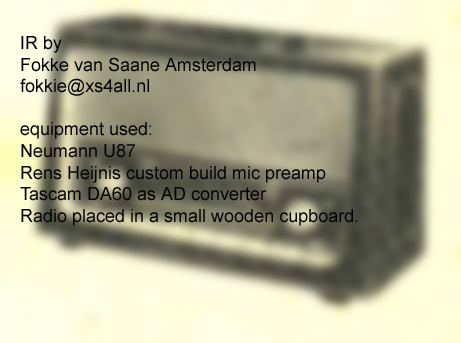 IR by
Fokke van Saane Amsterdam
fokkie@xs4all.nl
equipment used:
Neumann U87
Rens Heijnis custom build mic preamp
Tascam DA60 as AD converter
Radio placed in a small wooden cupboard.